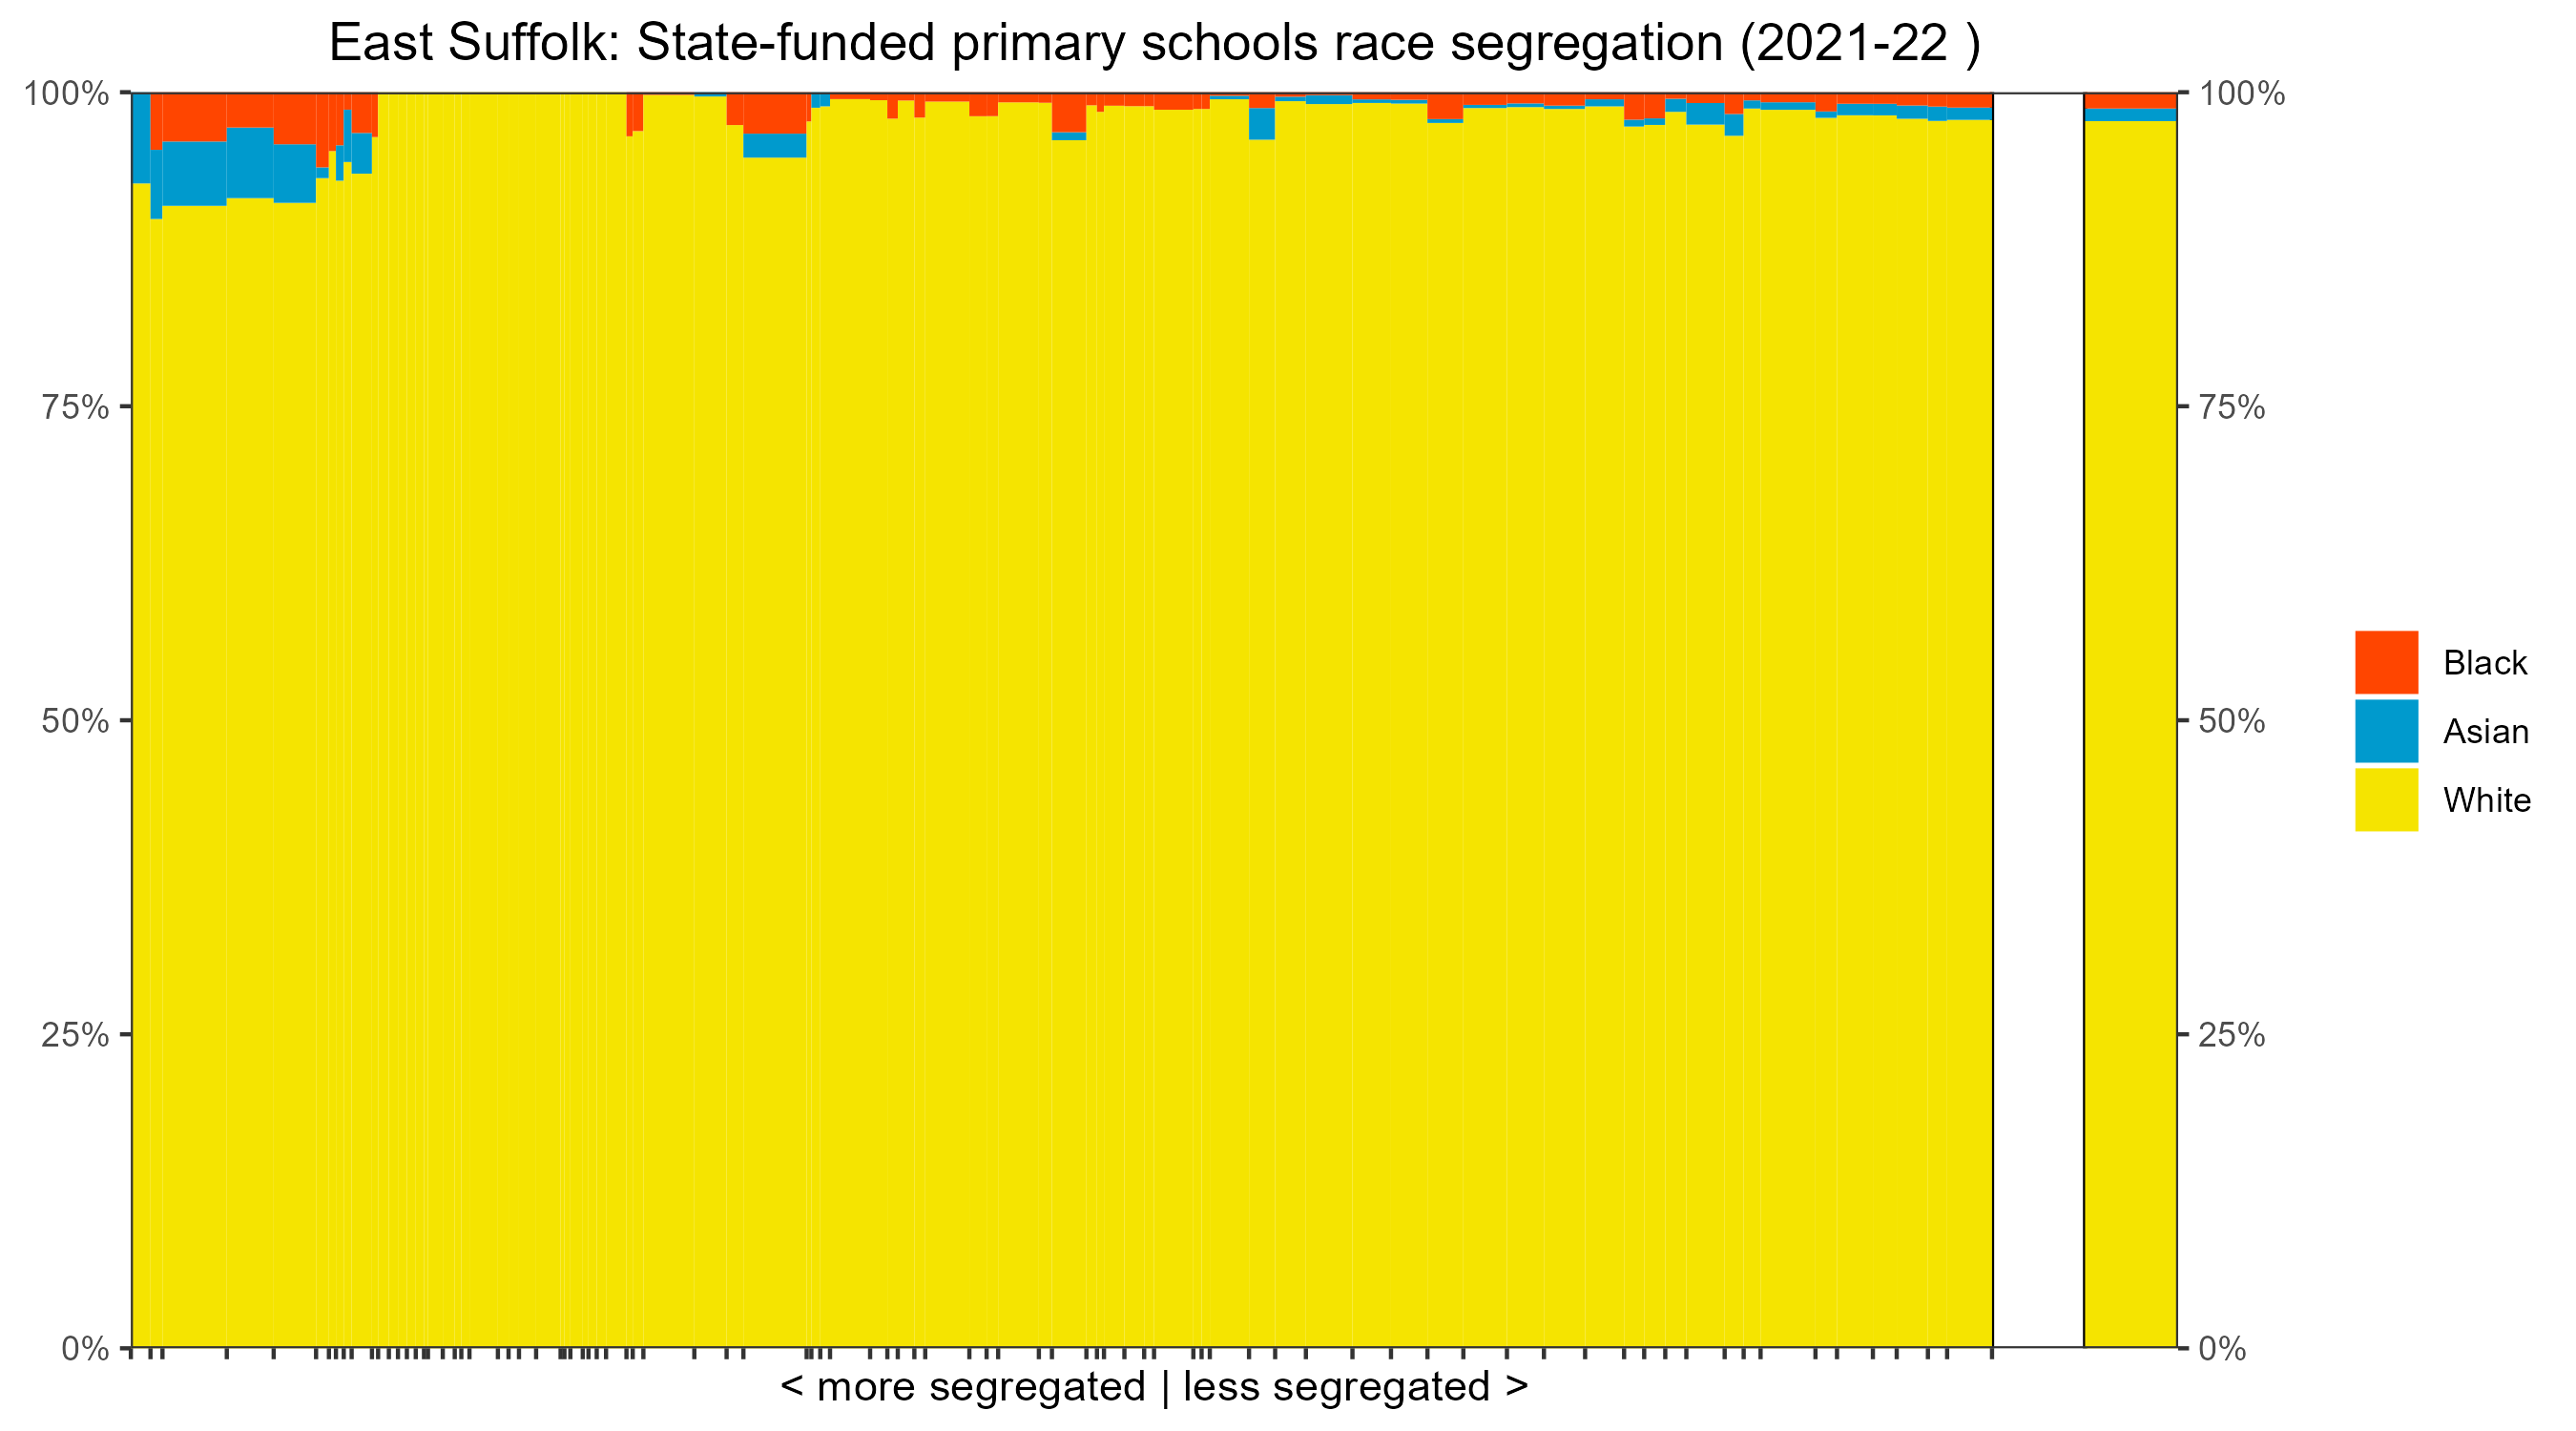 East Suffolk: State-funded primary schools race segregation (2021-22 )
100%
75%
50%
25%
0%
100%
75%
50%
25%
0%
Black
Asian
White
< more segregated | less segregated >